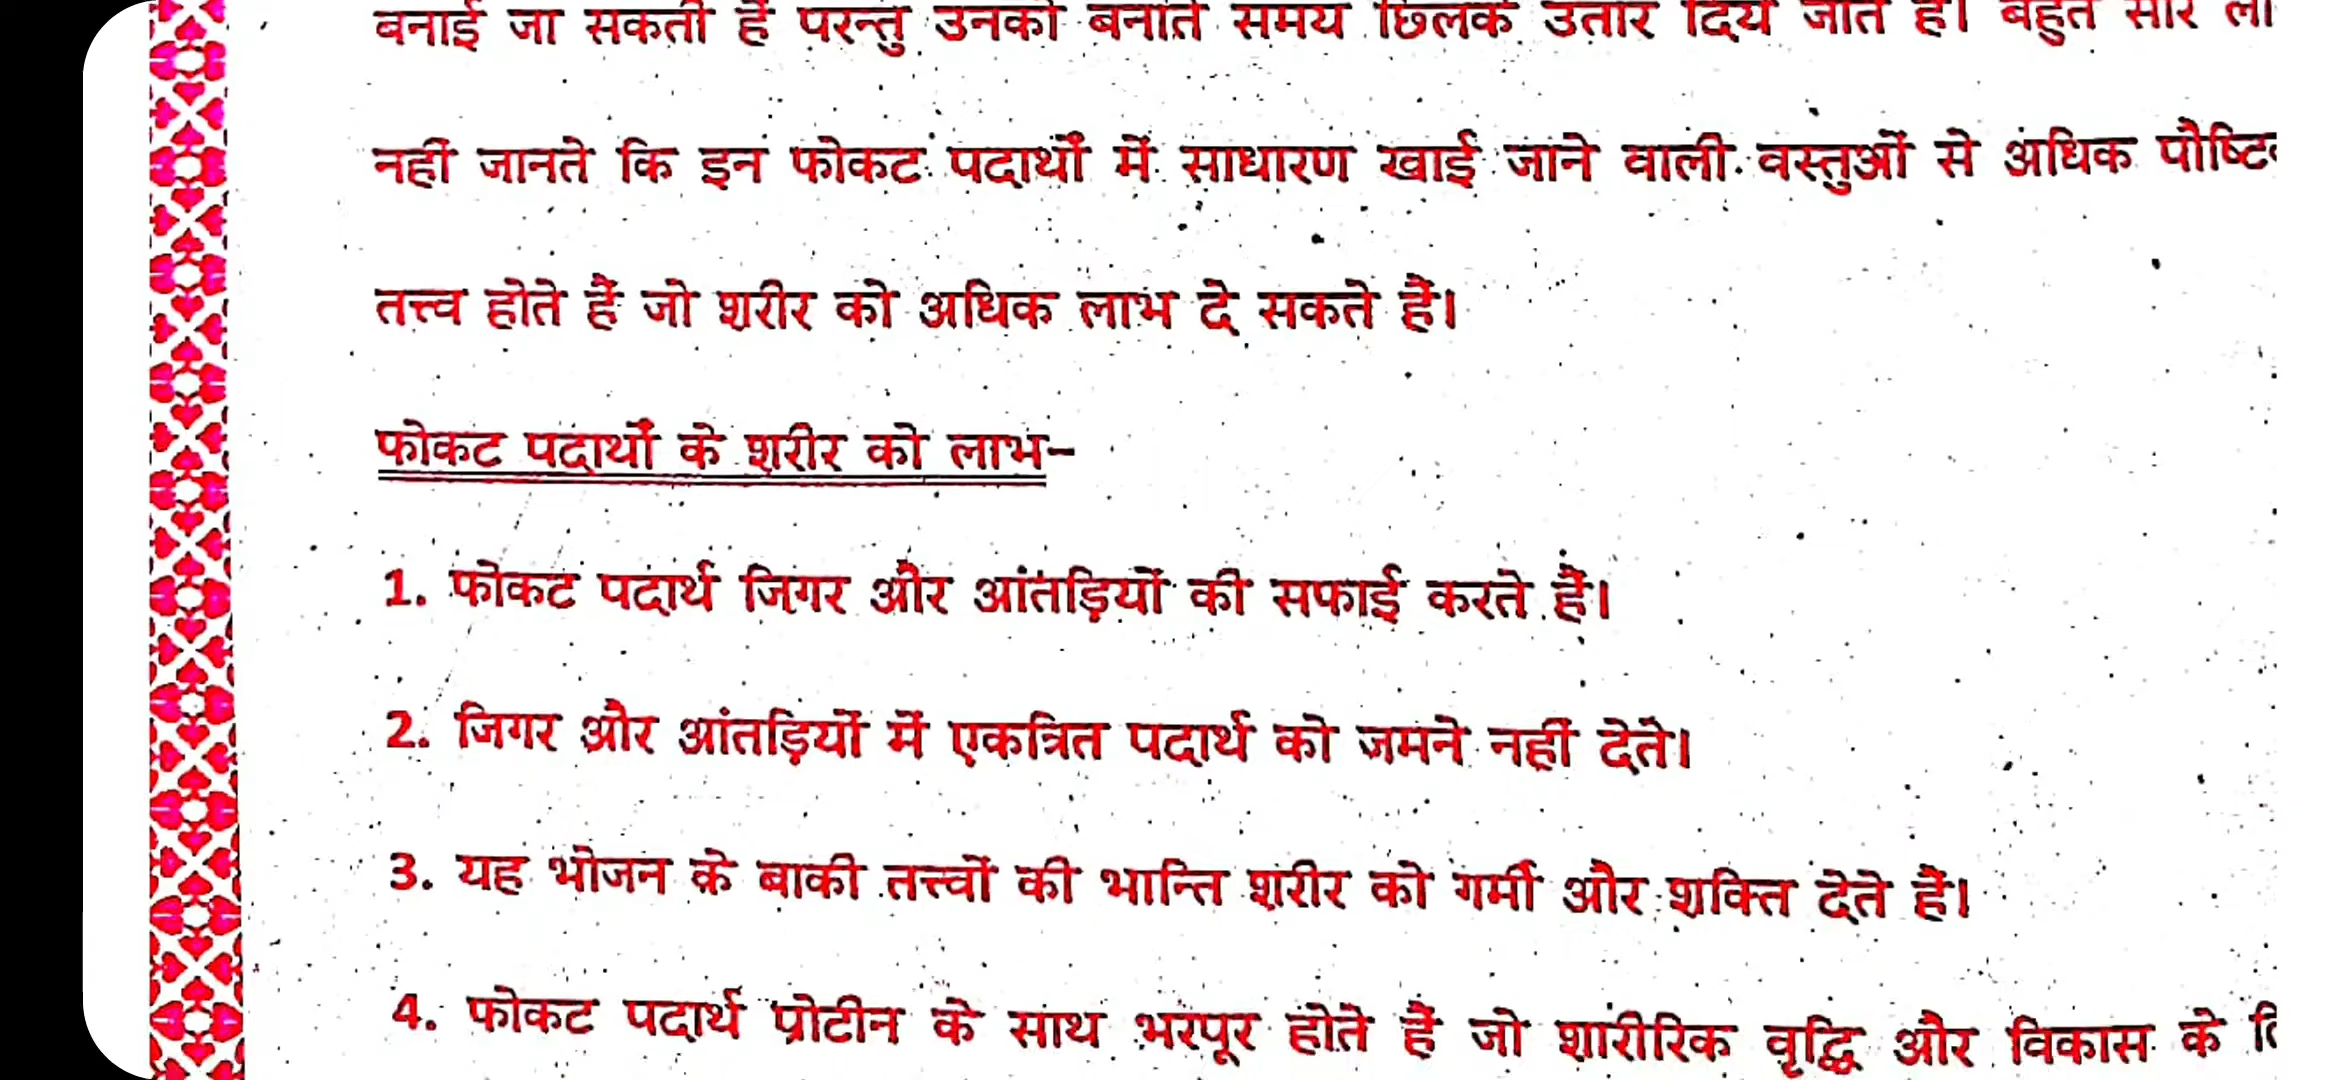 बनाई जा सकती हैं परन्तु उनको बनाते समय छिलके उतार दिये जाते हैं। बहुत सारे
नहीं जानते कि इन फोकट पदार्थों में साधारण खाई जाने वाली वस्तुओं से अधिक
तत्त्व होते हैं जो शरीर को अधिक लाभ दे सकते हैं।
फोकट पदार्थों के शरीर को लाभ-
1. फोकट पदार्थ जिगर और आंतड़ियों की सफाई करते हैं।
2. जिगर और आंतड़ियों में एकत्रित पदार्थ को जमने नहीं देते।
3. यह भोजन के बाकी तत्त्वों की भान्ति शरीर को गर्मी और शक्ति देते हैं।
4. फोकट पदार्थ प्रोटीन के साथ भरपूर होते हैं जो शारीरिक वृद्धि और विकास के